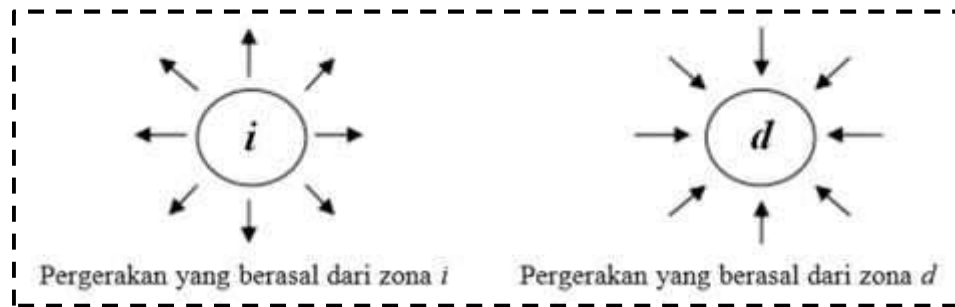 i
d
Pergerakan yang berasal dari zona i
Pergerakan yang berasal dari zona d